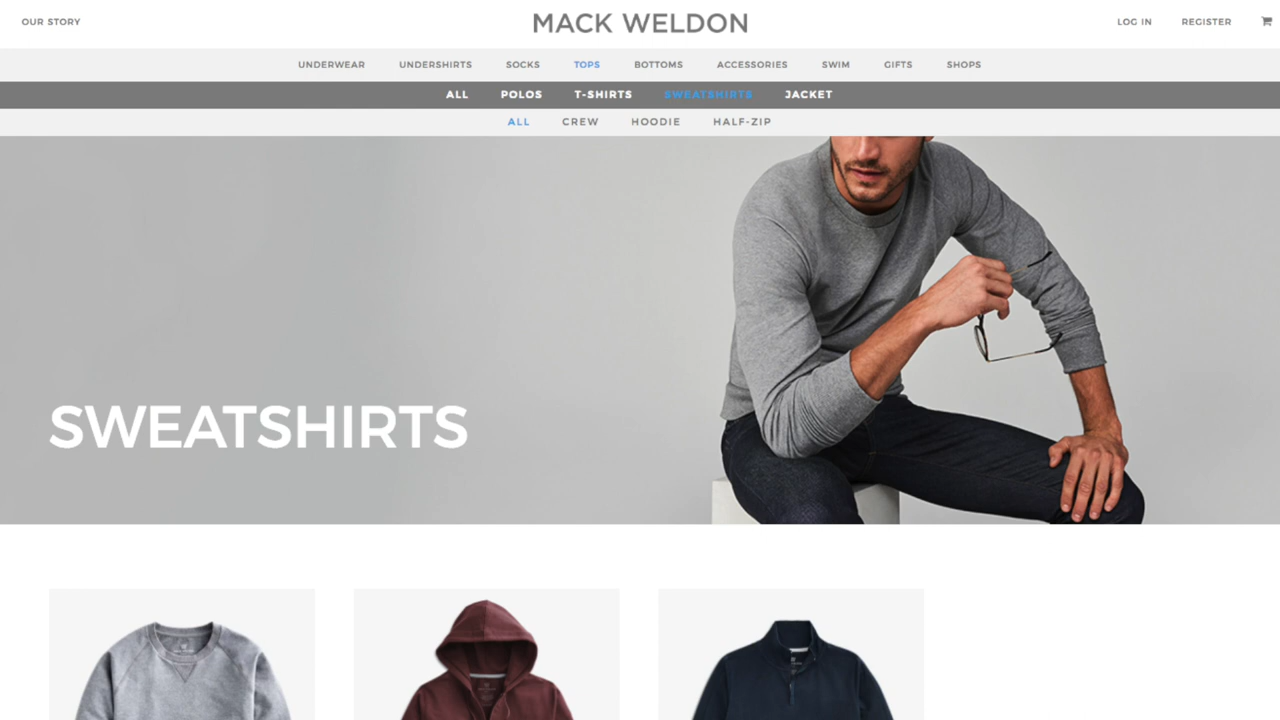 OUR STORY MACK WELDON LOG IN REGISTER
UNDERWEAR UNDERSHIRTS SOCKS TOPS BOTTOMS ACCESSORIES SWIM GIFTS SHOPS
ALL POLOS T-SHIRTS SWEATSHIRTS JACKET
ALL CREW HOODIE HALF-ZIP
SWEATSHIRTS